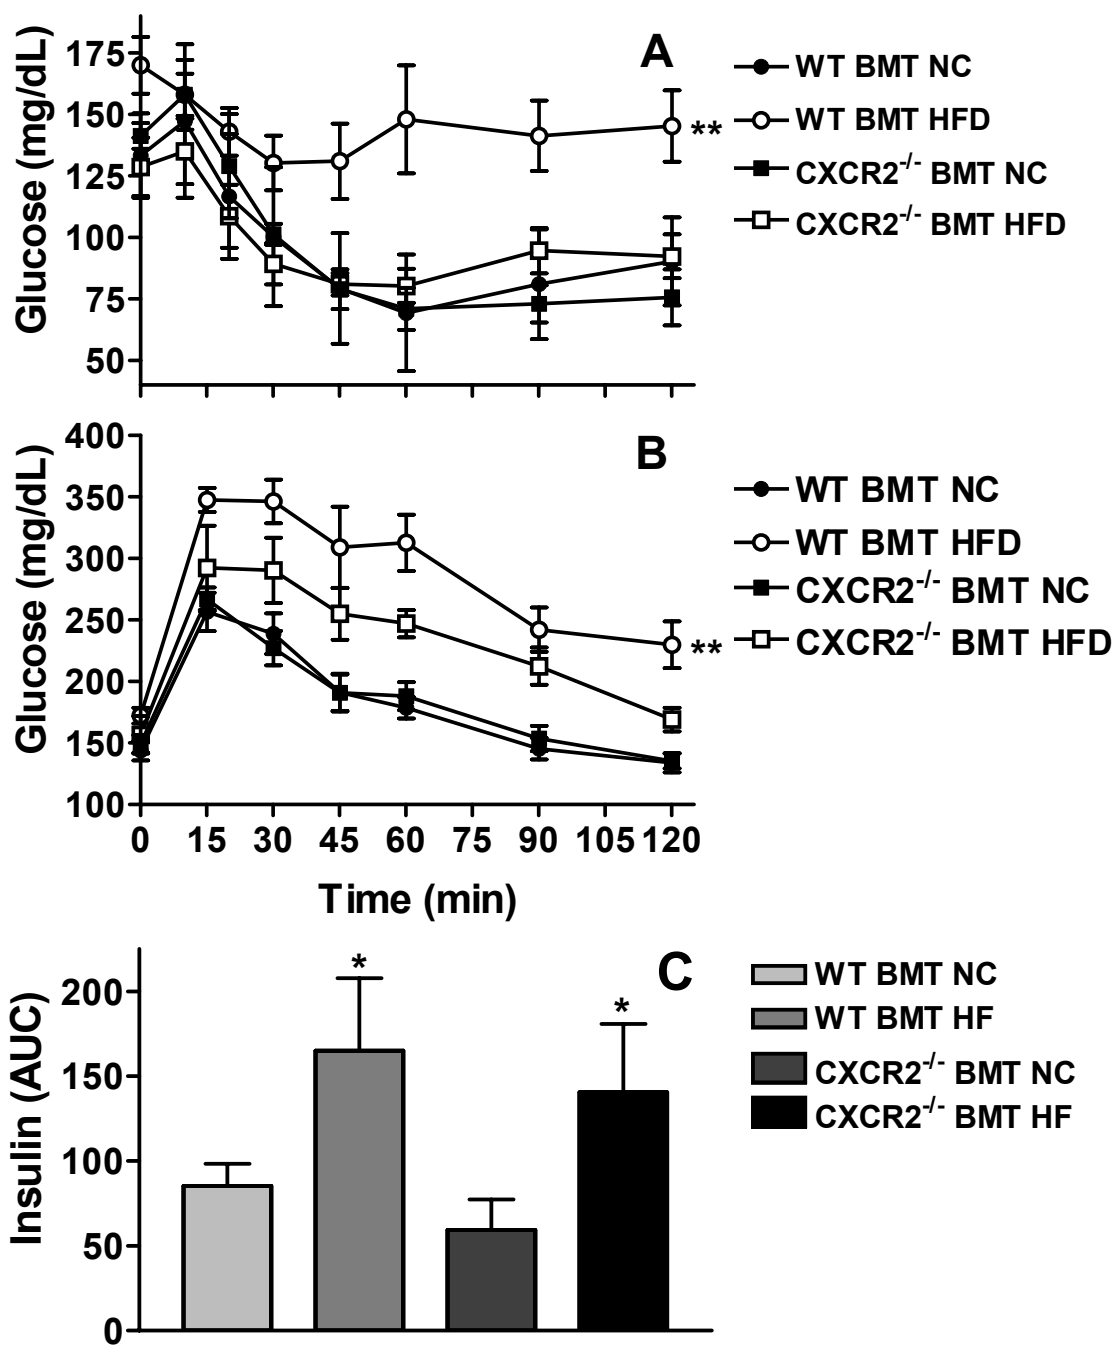 A
175
150
125
100
75
50
Glucose (mg/dL)
**
WT BMT NC
WT BMT HFD
CXCR2-/- BMT NC
CXCR2-/- BMT HFD
B
400
350
300
250
200
150
100
Glucose (mg/dL)
**
WT BMT NC
WT BMT HFD
CXCR2-/- BMT NC
CXCR2-/- BMT HFD
0 15 30 45 60 75 90 105 120
Time (min)
C
200
150
100
50
0
Insulin (AUC)
*
*
WT BMT NC
WT BMT HF
CXCR2-/- BMT NC
CXCR2-/- BMT HF